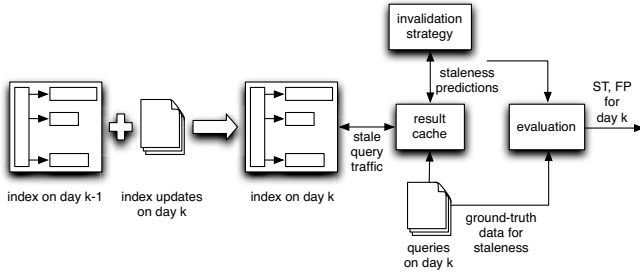 invalidation
strategy
staleness
predictions
ST, FP
for
day k
result
cache
evaluation
stale
query
traffic
index on day k-1
index updates
on day k
index on day k
queries
on day k
ground-truth
data for
staleness